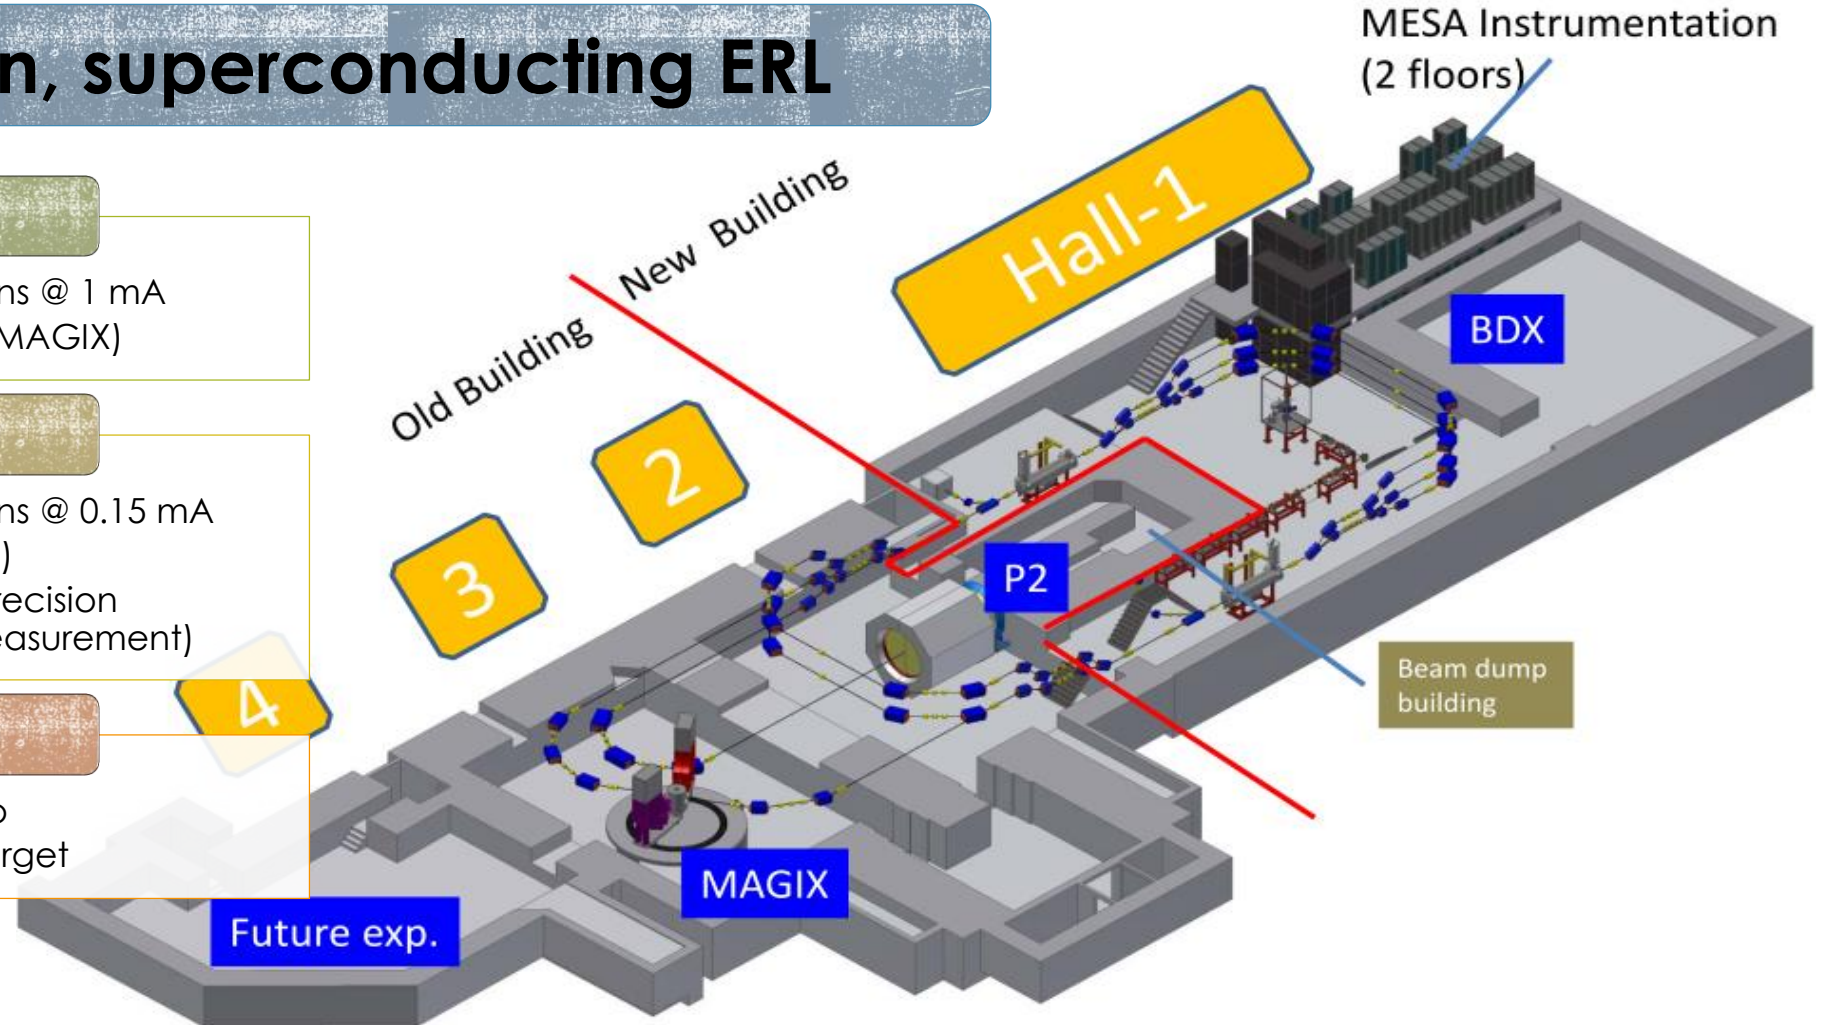 n, superconducting ERL
ns @ 1 mA
MAGIX)
ns @ 0.15 mA
)
recision
easurement)
o
rget
MESA Instrumentation
(2 floors)
New Building
Old Building
Hall-1
2
3
4
BDX
P2
Beam dump
building
MAGIX
Future exp.